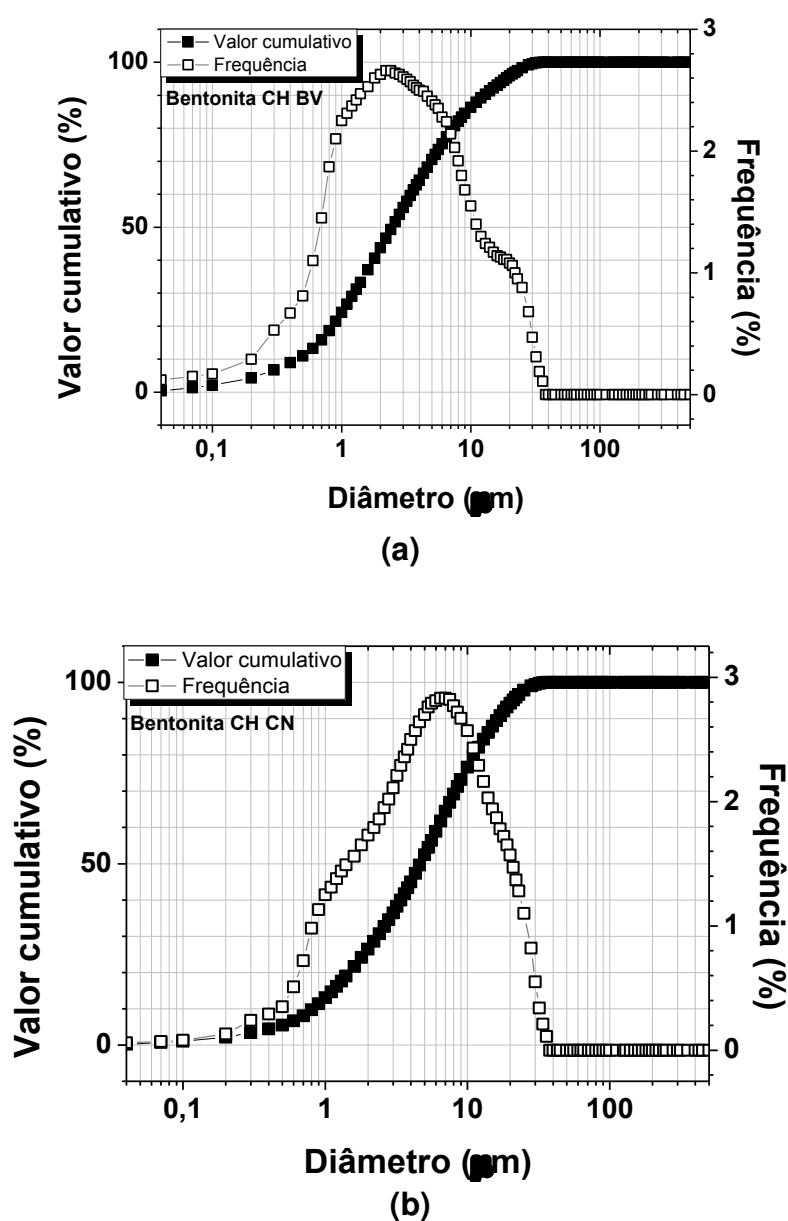 Valor cumulativo
Frequência
Bentonita CH BV
Valor cumulativo (%)
100
50
0
3
2
1
0
Frequência (%)
0,1 1 10 100
Diâmetro (µm)
(a)
Valor cumulativo
Frequência
Bentonita CH CN
Valor cumulativo (%)
100
50
0
3
2
1
0
Frequência (%)
0,1 1 10 100
Diâmetro (µm)
(b)